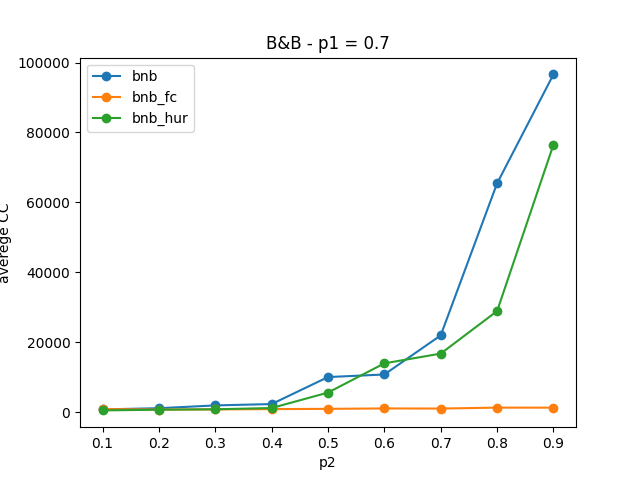 B&B - p1 = 0.7
bnb
bnb_fc
bnb_hur
100000
80000
60000
40000
20000
0
averege CC
0.1 0.2 0.3 0.4 0.5 0.6 0.7 0.8 0.9
p2